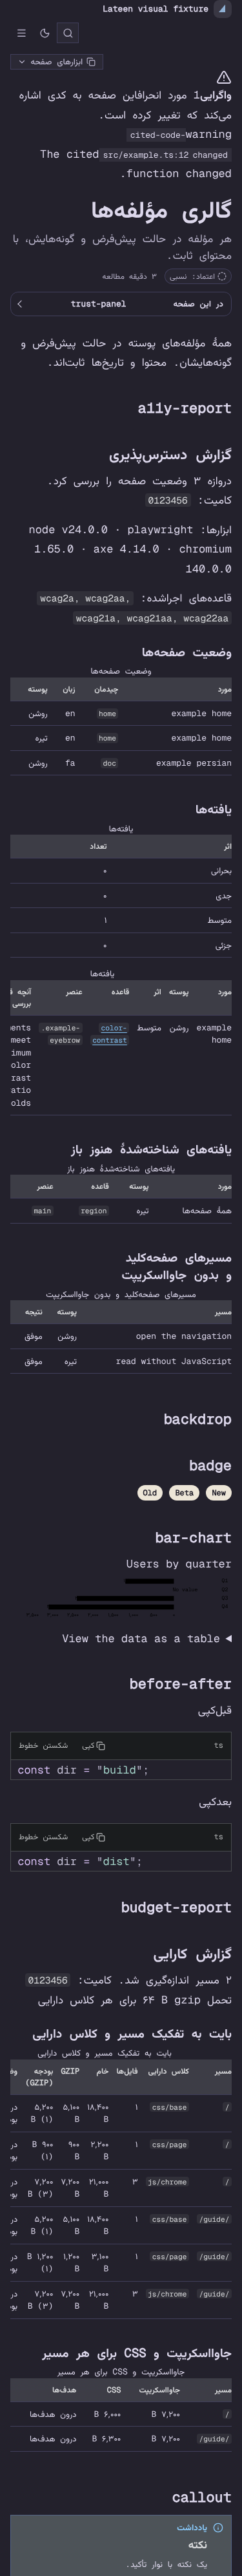 Lateen visual fixture
ابزارهای صفحه
واگرایی 1 مورد انحرافاین صفحه به کدی اشاره
می‌کند که تغییر کرده است.
cited-code-warning
The cited src/example.ts:12 changed
function changed.
گالری مؤلفه‌ها
هر مؤلفه در حالت پیش‌فرض و گونه‌هایش، با
محتوای ثابت.
اعتماد: نسبی
۳ دقیقه مطالعه
در این صفحه
trust-panel
همهٔ مؤلفه‌های پوسته در حالت پیش‌فرض و
گونه‌هایشان. محتوا و تاریخ‌ها ثابت‌اند.
a11y-report
گزارش دسترس‌پذیری
دروازه ۳ وضعیت صفحه را بررسی کرد.
کامیت: 0123456
ابزارها: node v24.0.0 · playwright
1.65.0 · axe 4.14.0 · chromium
140.0.0
قاعده‌های اجراشده: wcag2a, wcag2aa,
wcag21a, wcag21aa, wcag22aa
وضعیت صفحه‌ها
وضعیت صفحه‌ها
مورد چیدمان زبان پوسته
example home home en روشن
example home home en تیره
example persian doc fa روشن
یافته‌ها
یافته‌ها
اثر تعداد
بحرانی ۰
جدی ۰
متوسط ۱
جزئی ۰
یافته‌ها
مورد پوسته اثر قاعده عنصر
example home روشن متوسط color-contrast .example-eyebrow
یافته‌های شناخته‌شدهٔ هنوز باز
یافته‌های شناخته‌شدهٔ هنوز باز
مورد پوسته قاعده عنصر
همهٔ صفحه‌ها تیره region main
مسیرهای صفحه‌کلید
و بدون جاوااسکریپت
مسیرهای صفحه‌کلید و بدون جاوااسکریپت
مسیر پوسته نتیجه
open the navigation روشن موفق
read without JavaScript تیره موفق
backdrop
badge
New Beta Old
bar-chart
Users by quarter
View the data as a table
before-after
قبل‌کپی
ts کپی شکستن خطوط
const dir = "build";
بعدکپی
ts کپی شکستن خطوط
const dir = "dist";
budget-report
گزارش کارایی
۲ مسیر اندازه‌گیری شد. کامیت: 0123456
تحمل ۶۴ B gzip برای هر کلاس دارایی
بایت به تفکیک مسیر و کلاس دارایی
بایت به تفکیک مسیر و کلاس دارایی
مسیر کلاس دارایی فایل‌ها خام GZIP بودجه (GZIP)
/ css/base ۱ ۱۸,۴۰۰ B ۵,۱۰۰ B ۵,۲۰۰ B (۱)
/ css/page ۱ ۲,۲۰۰ B ۹۰۰ B ۹۰۰ B (۱)
/ js/chrome ۳ ۲۱,۰۰۰ B ۷,۲۰۰ B ۷,۲۰۰ B (۳)
/guide/ css/base ۱ ۱۸,۴۰۰ B ۵,۱۰۰ B ۵,۲۰۰ B (۱)
/guide/ css/page ۱ ۳,۱۰۰ B ۱,۲۰۰ B ۱,۲۰۰ B (۱)
/guide/ js/chrome ۳ ۲۱,۰۰۰ B ۷,۲۰۰ B ۷,۲۰۰ B (۳)
جاوااسکریپت و CSS برای هر مسیر
جاوااسکریپت و CSS برای هر مسیر
مسیر جاوااسکریپت CSS هدف‌ها
/ ۷,۲۰۰ B ۶,۰۰۰ B درون هدف‌ها
/guide/ ۷,۲۰۰ B ۶,۳۰۰ B درون هدف‌ها
callout
یادداشت
نکته
یک نکته با نوار تأکید.